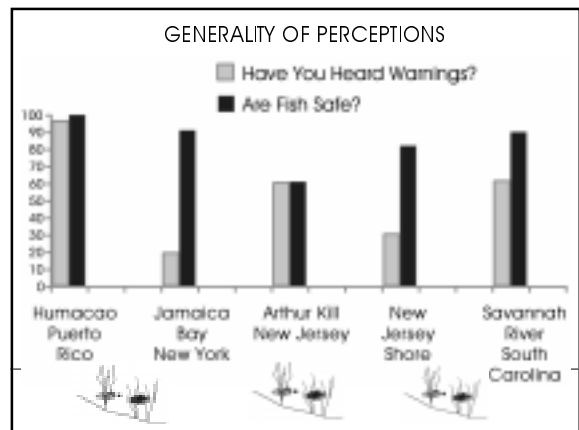 GENERALITY OF PERCEPTIONS
Have You Heard Warnings?
Are Fish Safe?
100
90
80
70
60
50
40
30
20
10
0
Humacao
Puerto
Rico
Jamaica
Bay
New York
Arthur Kill
New Jersey
New
Jersey
Shore
Savannah
River
South
Carolina